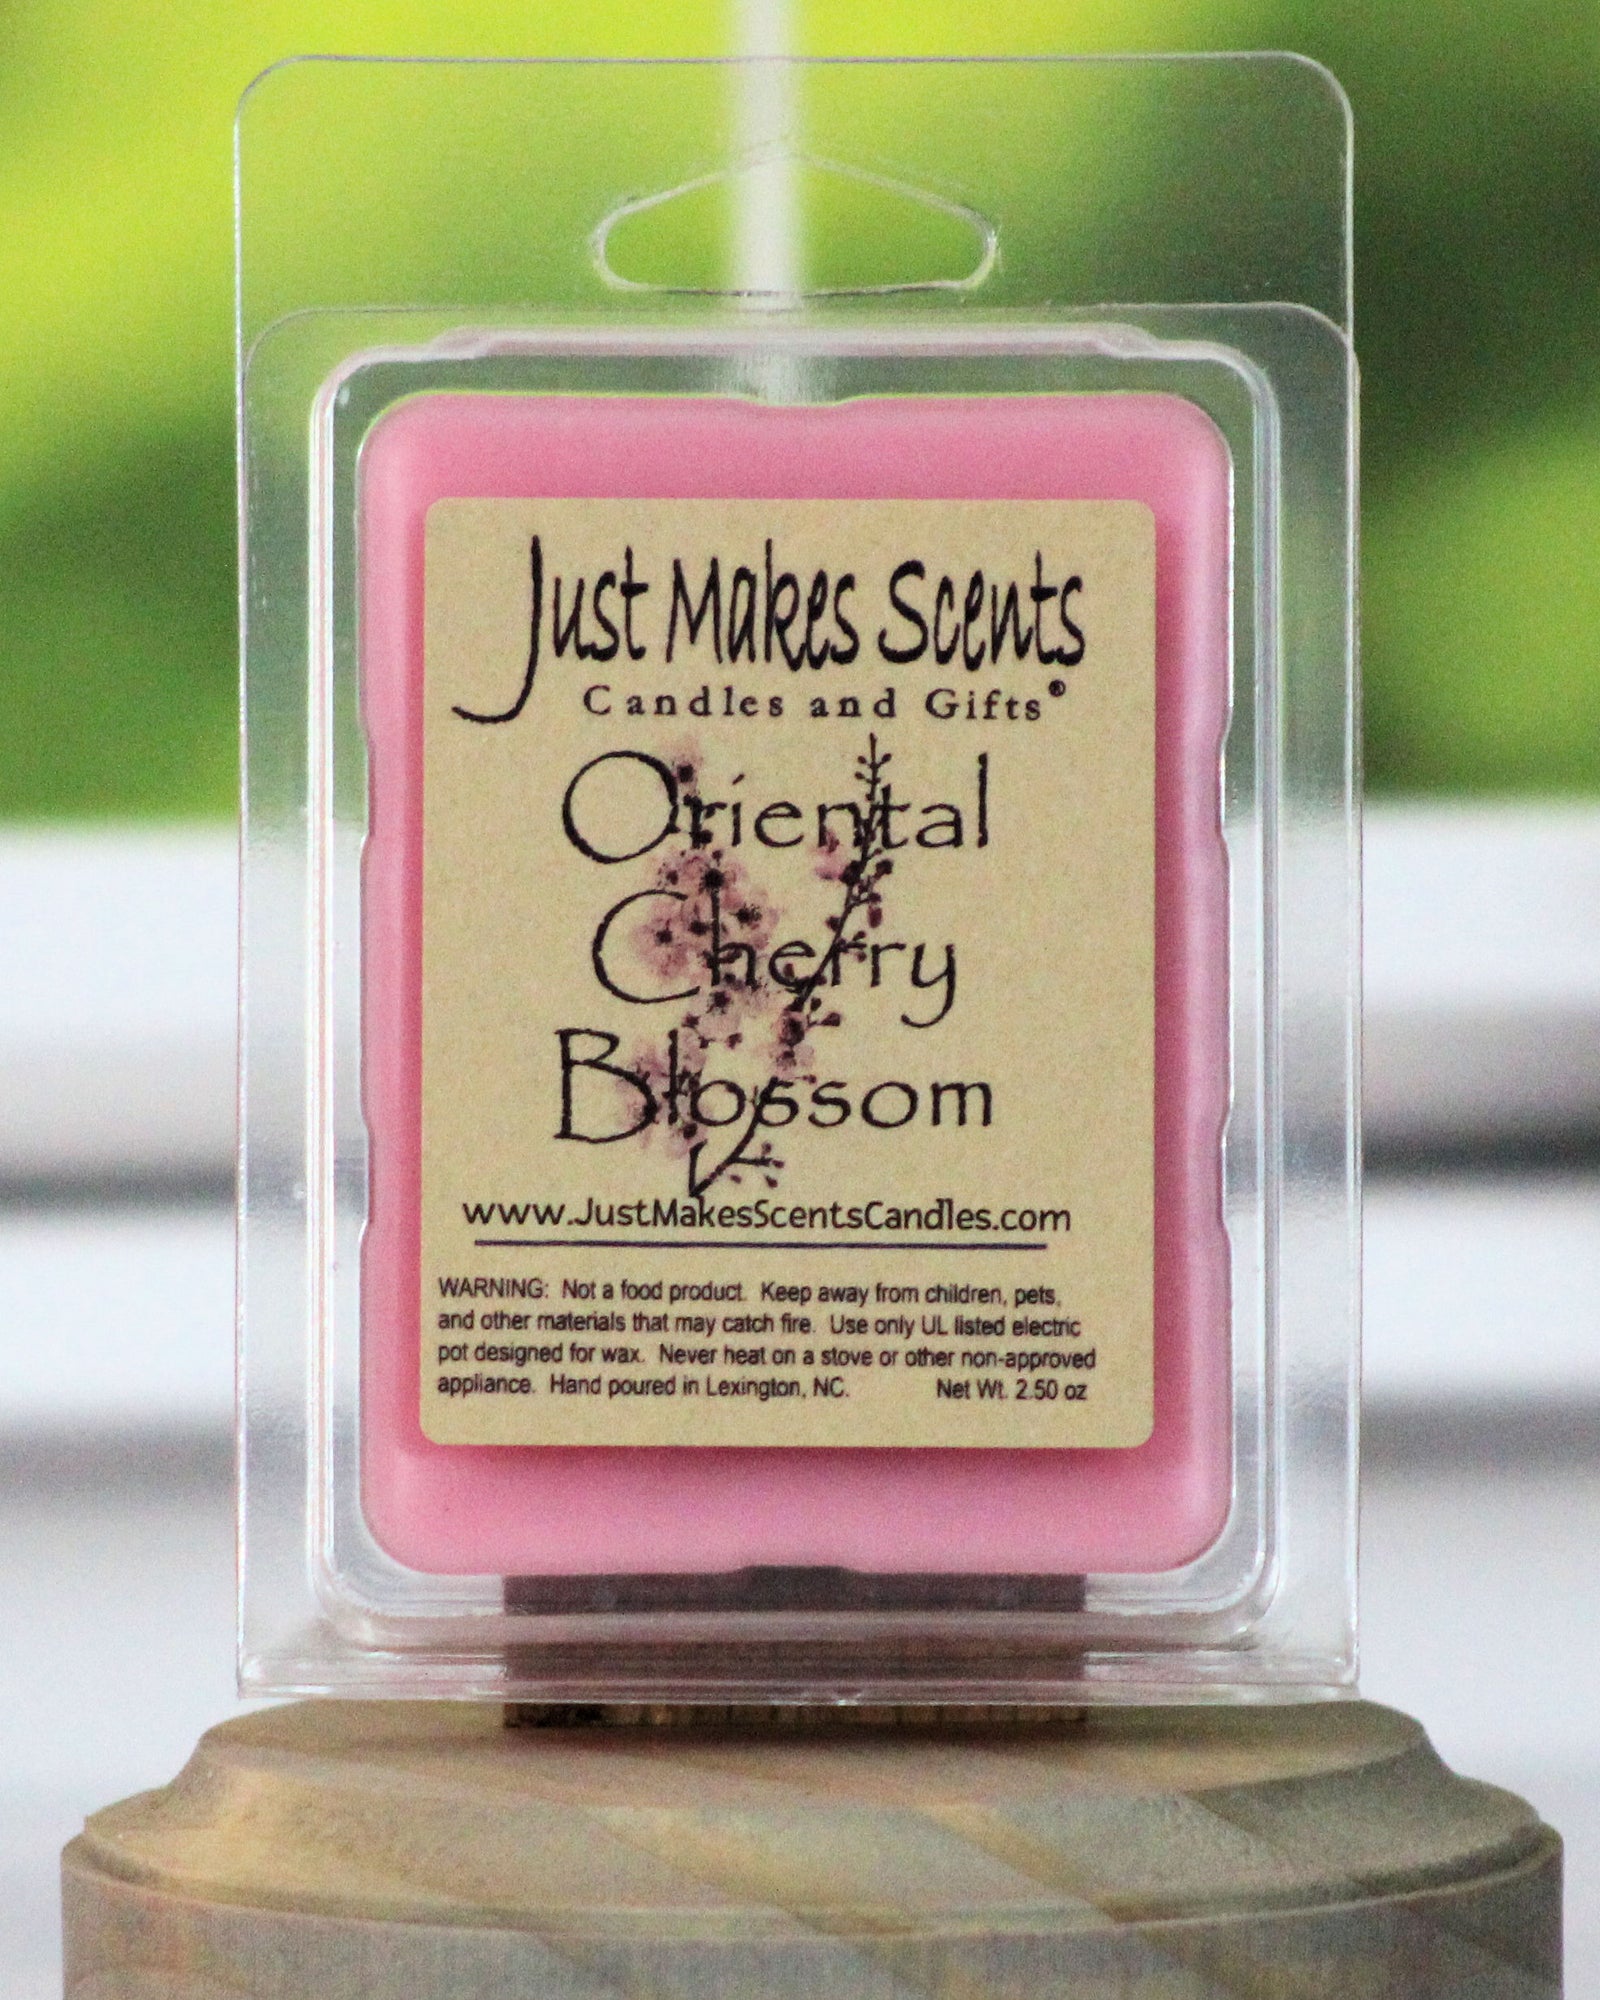 Just Makes Scents
Candles and Gifts®
Oriental
Cherry
Blossom
www.JustMakesScentsCandles.com
WARNING: Not a food product. Keep away from children, pets,
and other materials that may catch fire. Use only UL listed electric
pot designed for wax. Never heat on a stove or other non-approved
appliance. Hand poured in Lexington, NC. Net Wt. 2.50 oz